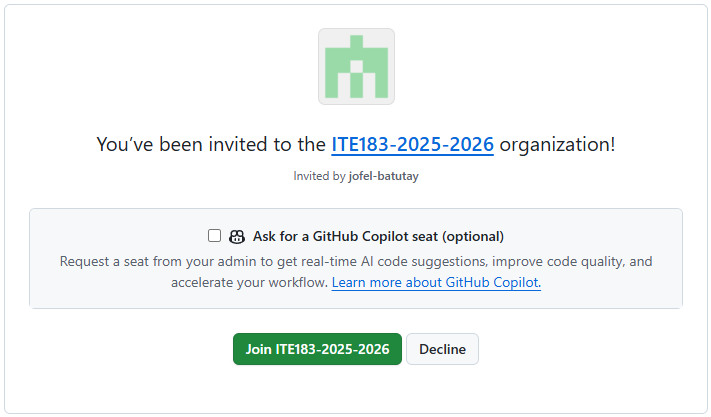 You’ve been invited to the ITE183-2025-2026 organization!
Invited by jofel-batutay
Ask for a GitHub Copilot seat (optional)
Request a seat from your admin to get real-time AI code suggestions, improve code quality, and
accelerate your workflow. Learn more about GitHub Copilot.
Join ITE183-2025-2026 Decline